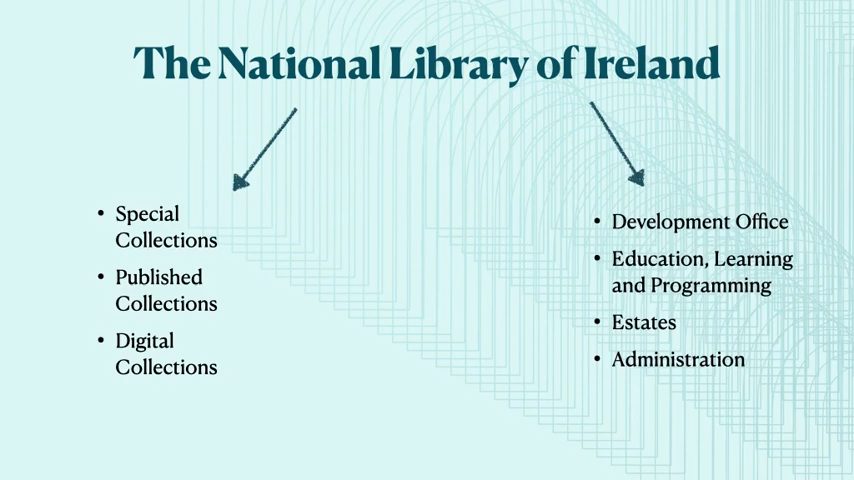 The National Library of Ireland
• Special
Collections
• Published
Collections
• Digital
Collections
• Development Office
• Education, Learning
and Programming
• Estates
• Administration